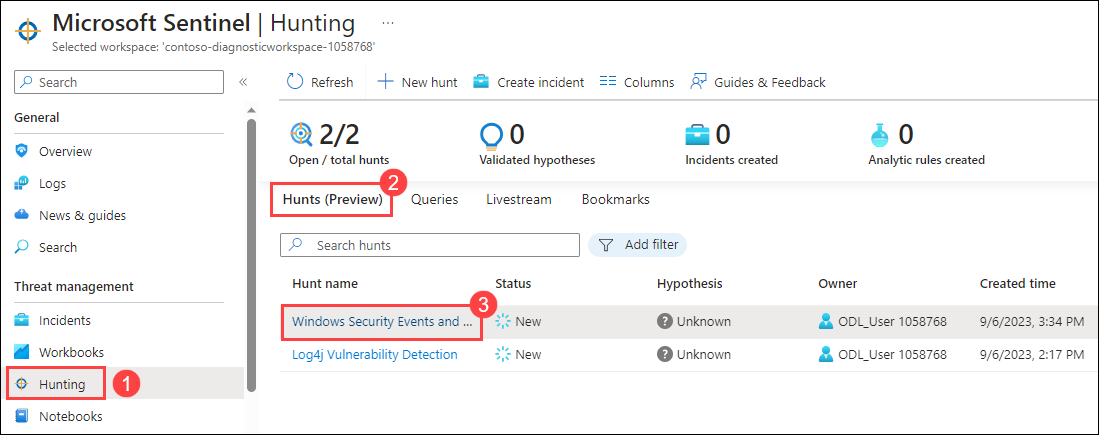 Microsoft Sentinel | Hunting ...
Selected workspace: 'contoso-diagnosticworkspace-1058768'
Search
«
General
Overview
Logs
News & guides
Search
Threat management
Incidents
Workbooks
Hunting
1
Notebooks
Refresh
New hunt
Create incident
Columns
Guides & Feedback
2/2
Open / total hunts
0
Validated hypotheses
0
Incidents created
0
Analytic rules created
2
Hunts (Preview)
Queries
Livestream
Bookmarks
Search hunts
Add filter
Hunt name Status Hypothesis Owner Created time
3
Windows Security Events and ... New ? Unknown ODL_User 1058768 9/6/2023, 3:34 PM
Log4j Vulnerability Detection New ? Unknown ODL_User 1058768 9/6/2023, 2:17 PM